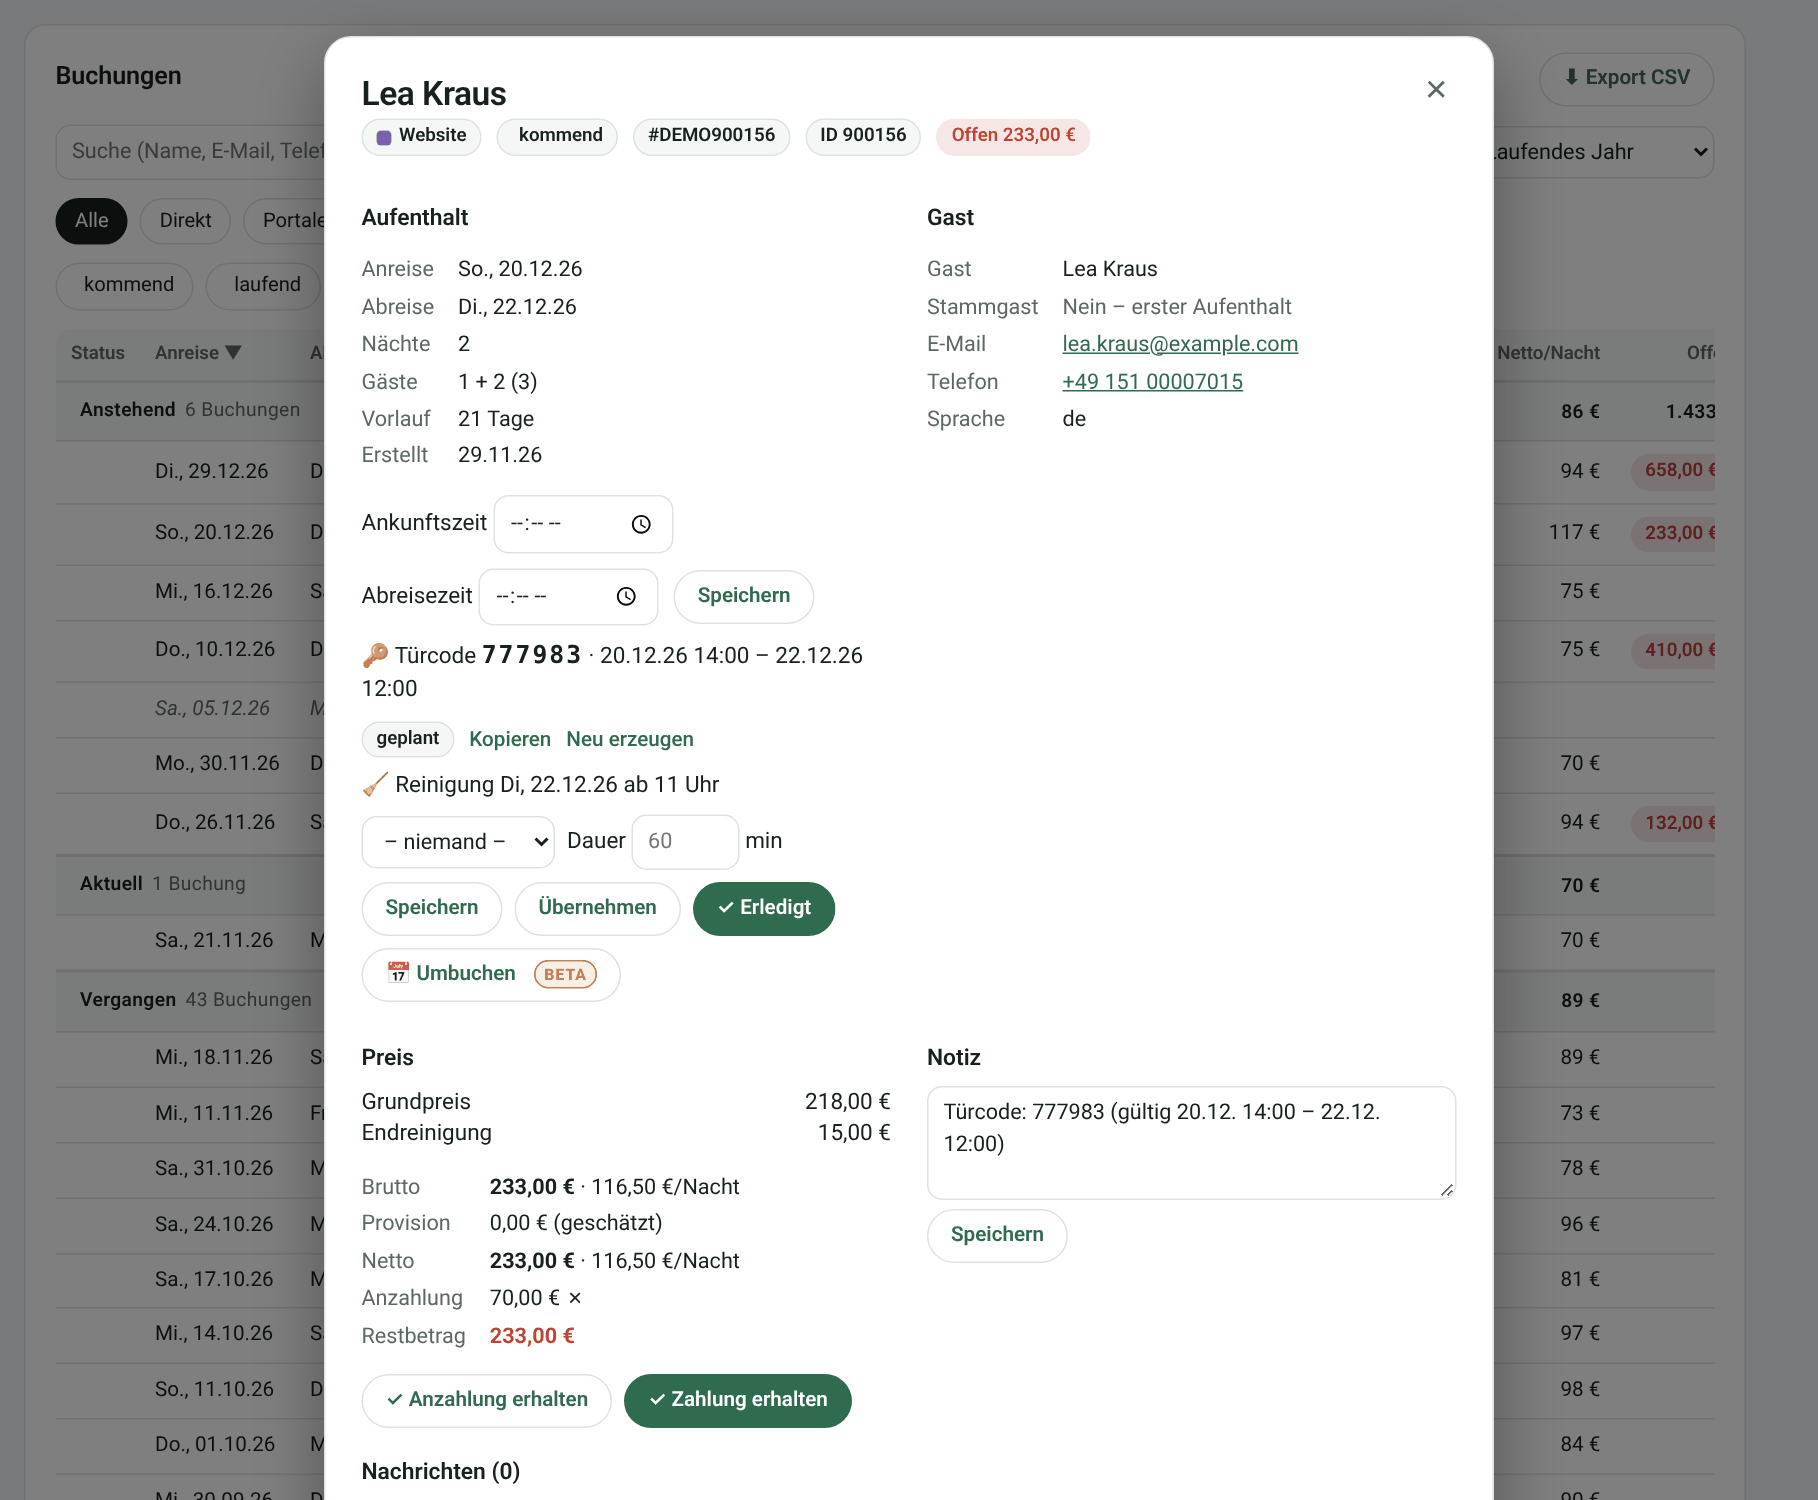 Buchungen
⬇ Export CSV
Suche (Name, E-Mail, Telef
aufendes Jahr
Alle
Direkt
Portale
kommend
laufend
Status Anreise ▼ Netto/Nacht Off
Anstehend 6 Buchungen 86 € 1.433
Di., 29.12.26 D 94 € 658,00 €
So., 20.12.26 D 117 € 233,00 €
Mi., 16.12.26 S 75 €
Do., 10.12.26 D 75 € 410,00 €
Sa., 05.12.26 M
Mo., 30.11.26 D 70 €
Do., 26.11.26 S 94 € 132,00 €
Aktuell 1 Buchung 70 €
Sa., 21.11.26 M 70 €
Vergangen 43 Buchungen 89 €
Mi., 18.11.26 S 89 €
Mi., 11.11.26 Fr 73 €
Sa., 31.10.26 M 78 €
Sa., 24.10.26 M 96 €
Sa., 17.10.26 M 81 €
Mi., 14.10.26 S 97 €
So., 11.10.26 D 98 €
Do., 01.10.26 M 84 €
Mi., 30.09.26 D 90 €
Lea Kraus
×
Website
kommend
#DEMO900156
ID 900156
Offen 233,00 €
Aufenthalt
Anreise So., 20.12.26
Abreise Di., 22.12.26
Nächte 2
Gäste 1 + 2 (3)
Vorlauf 21 Tage
Erstellt 29.11.26
Ankunftszeit --:-- --
Abreisezeit --:-- -- Speichern
🔑 Türcode 777983 · 20.12.26 14:00 – 22.12.26
12:00
geplant Kopieren Neu erzeugen
🧹 Reinigung Di, 22.12.26 ab 11 Uhr
– niemand – Dauer 60 min
Speichern Übernehmen ✓ Erledigt
📅 Umbuchen BETA
Gast
Gast Lea Kraus
Stammgast Nein – erster Aufenthalt
E-Mail lea.kraus@example.com
Telefon +49 151 00007015
Sprache de
Preis
Grundpreis 218,00 €
Endreinigung 15,00 €
Brutto 233,00 € · 116,50 €/Nacht
Provision 0,00 € (geschätzt)
Netto 233,00 € · 116,50 €/Nacht
Anzahlung 70,00 € ×
Restbetrag 233,00 €
✓ Anzahlung erhalten ✓ Zahlung erhalten
Notiz
Türcode: 777983 (gültig 20.12. 14:00 – 22.12.
12:00)
Speichern
Nachrichten (0)